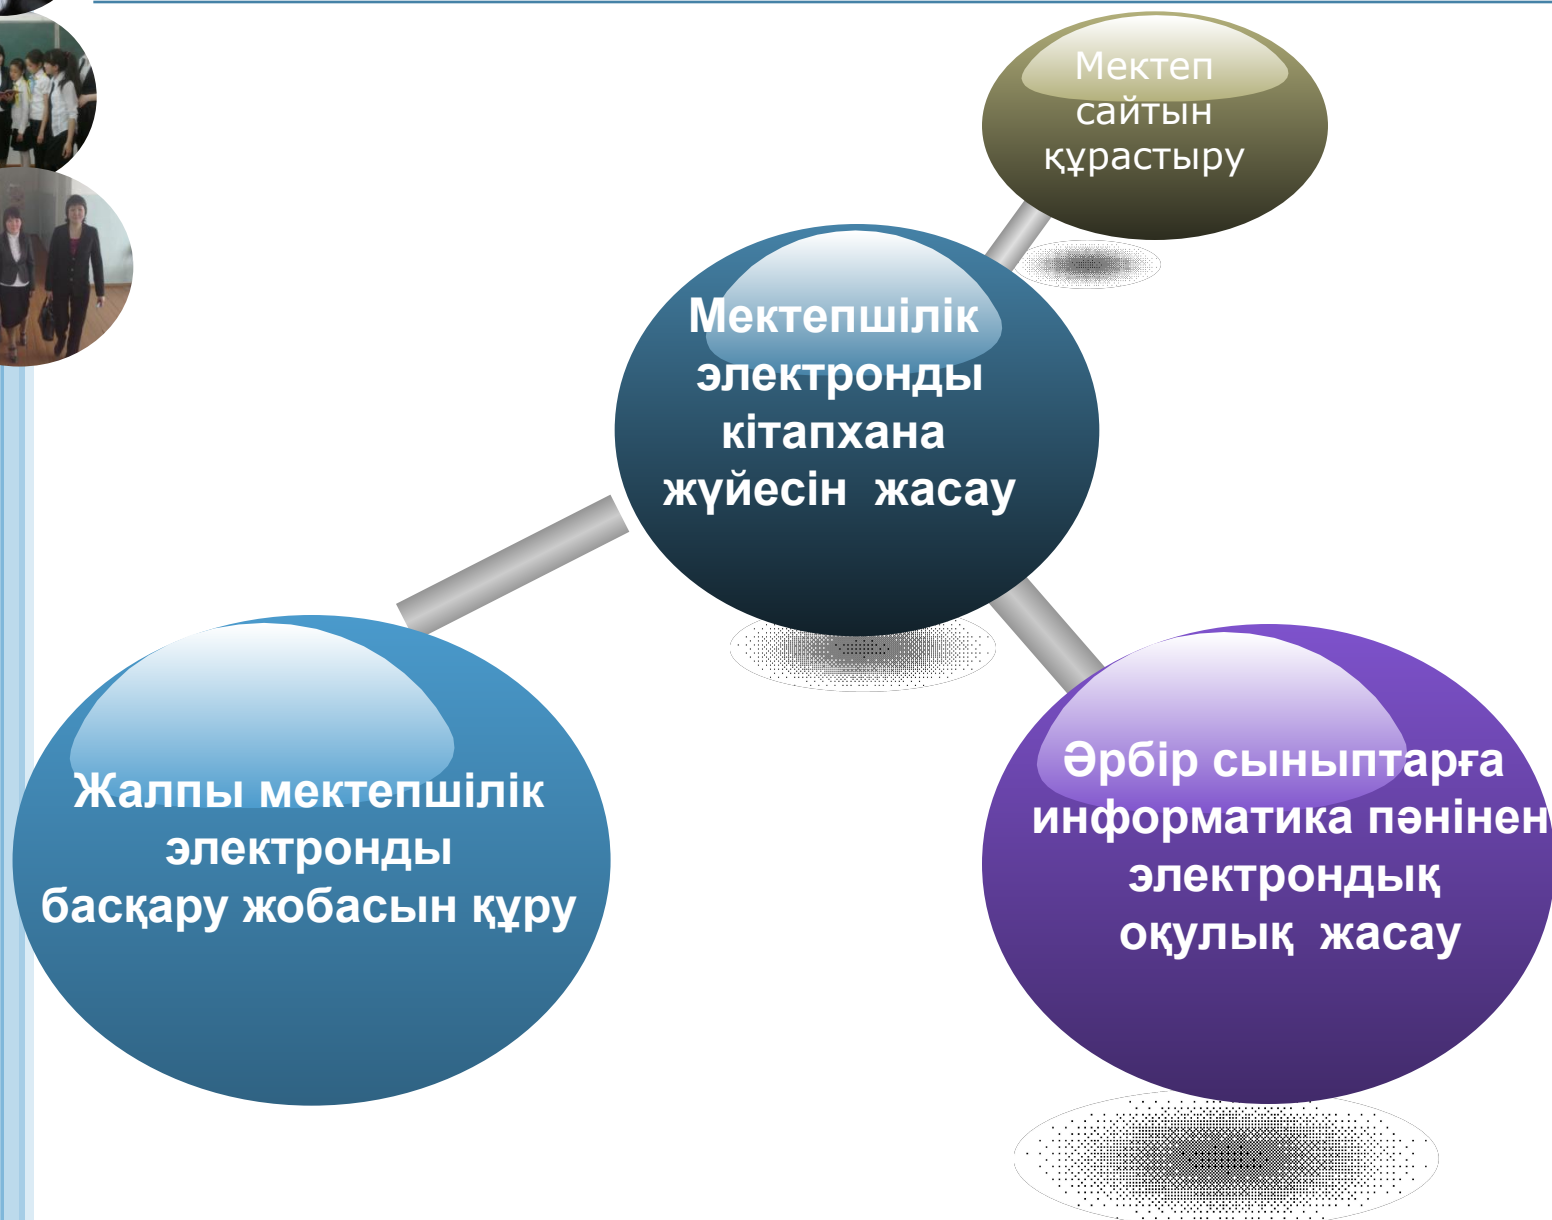 Мектеп
сайтын
құрастыру
Мектепшілік
электронды
кітапхана
жүйесін жасау
Жалпы мектепшілік
электронды
басқару жобасын құру
Әрбір сыныптарға
информатика пәнінен
электрондық
оқулық жасау